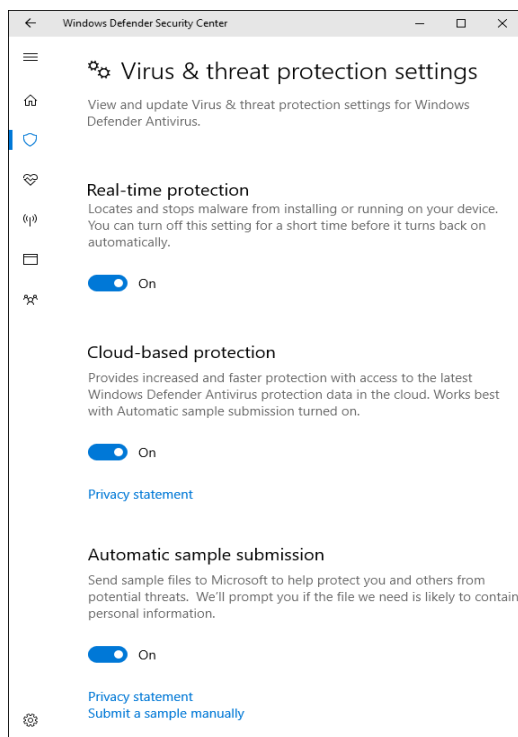 Windows Defender Security Center
Virus & threat protection settings
View and update Virus & threat protection settings for Windows
Defender Antivirus.
Real-time protection
Locates and stops malware from installing or running on your device.
You can turn off this setting for a short time before it turns back on
automatically.
On
Cloud-based protection
Provides increased and faster protection with access to the latest
Windows Defender Antivirus protection data in the cloud. Works best
with Automatic sample submission turned on.
On
Privacy statement
Automatic sample submission
Send sample files to Microsoft to help protect you and others from
potential threats. We'll prompt you if the file we need is likely to contain
personal information.
On
Privacy statement
Submit a sample manually